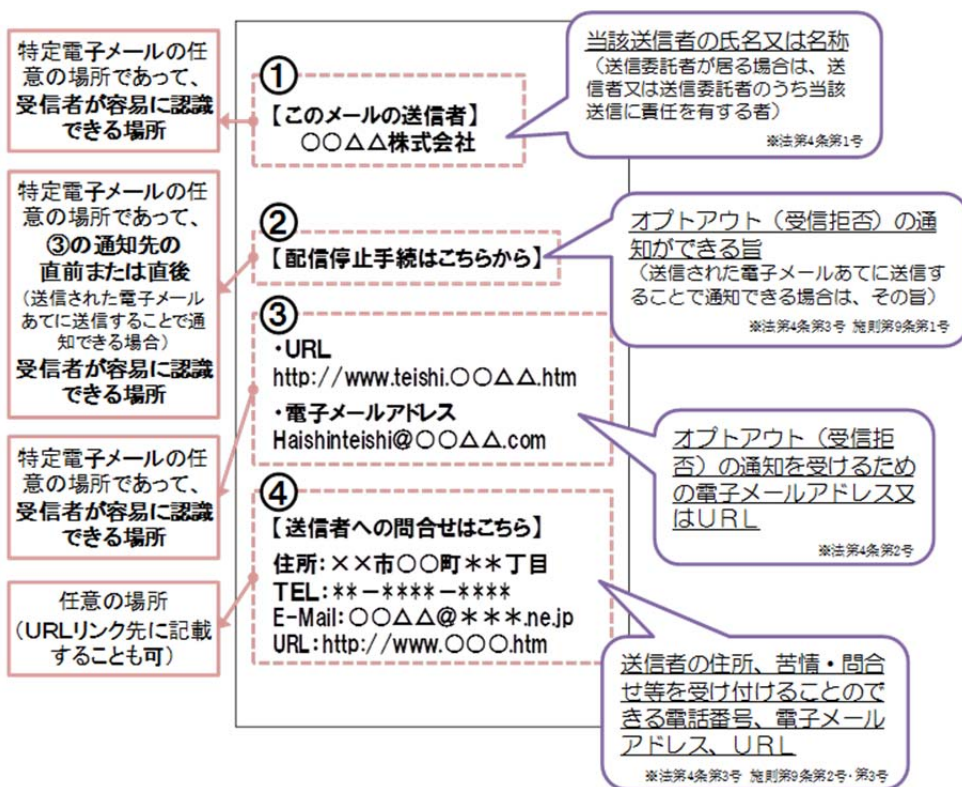 特定電子メールの任
意の場所であって、
受信者が容易に認識
できる場所
①
【このメールの送信者】
○○△△株式会社
当該送信者の氏名又は名称
（送信委託者が居る場合は、送
信者又は送信委託者のうち当該
送信に責任を有する者）
※法第4条第1号
特定電子メールの任
意の場所であって、
③の通知先の
直前または直後
（送信された電子メール
あてに送信することで通
知できる場合）
受信者が容易に認識
できる場所
②
【配信停止手続はこちらから】
オプトアウト（受信拒否）の通
知ができる旨
（送信された電子メールあてに送信す
ることで通知できる場合は、その旨）
※法第4条第3号 施則第9条第1号
特定電子メールの任
意の場所であって、
受信者が容易に認識
できる場所
③
・URL
http://www.teishi.○○△△.htm
・電子メールアドレス
Haishinteishi@○○△△.com
オプトアウト（受信拒
否）の通知を受けるため
の電子メールアドレス又
はURL
※法第4条第2号
任意の場所
（URLリンク先に記載
することも可）
④
【送信者への問合せはこちら】
住所：××市○○町＊＊丁目
TEL：**－****－****
E-Mail：○○△△@＊＊＊.ne.jp
URL：http://www.○○○.htm
送信者の住所、苦情・問合
せ等を受け付けることので
きる電話番号、電子メール
アドレス、URL
※法第4条第3号 施則第9条第2号・第3号